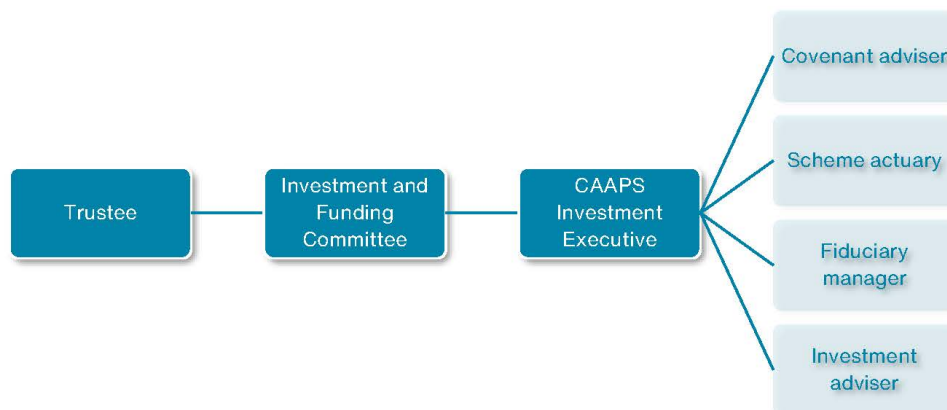 Trustee
Investment and
Funding
Committee
CAAPS
Investment
Executive
Covenant adviser
Scheme actuary
Fiduciary
manager
Investment
adviser